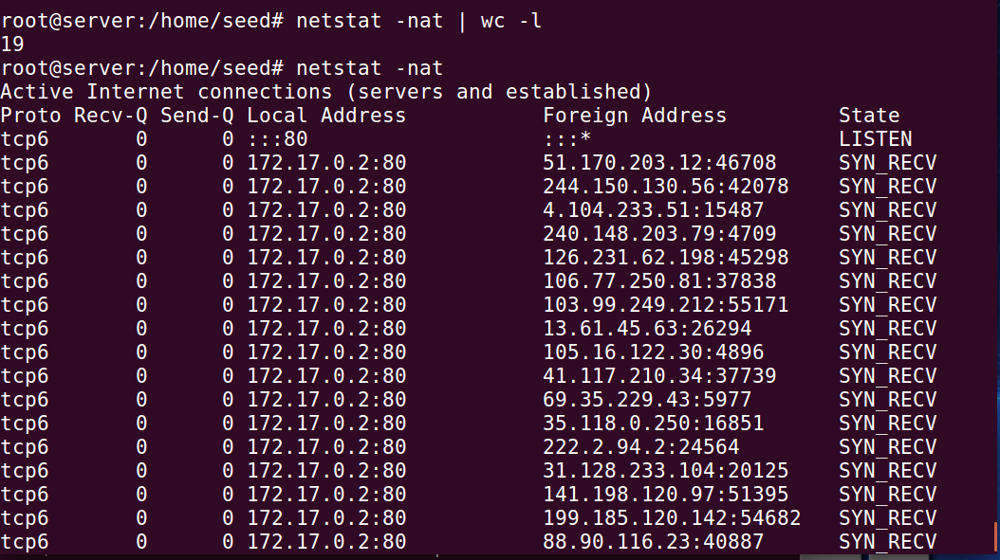 root@server:/home/seed# netstat -nat | wc -l
19
root@server:/home/seed# netstat -nat
Active Internet connections (servers and established)
Proto Recv-Q Send-Q Local Address           Foreign Address         State
tcp6       0      0 :::80                   :::*                    LISTEN
tcp6       0      0 172.17.0.2:80           51.170.203.12:46708     SYN_RECV
tcp6       0      0 172.17.0.2:80           244.150.130.56:42078    SYN_RECV
tcp6       0      0 172.17.0.2:80           4.104.233.51:15487      SYN_RECV
tcp6       0      0 172.17.0.2:80           240.148.203.79:4709     SYN_RECV
tcp6       0      0 172.17.0.2:80           126.231.62.198:45298    SYN_RECV
tcp6       0      0 172.17.0.2:80           106.77.250.81:37838     SYN_RECV
tcp6       0      0 172.17.0.2:80           103.99.249.212:55171    SYN_RECV
tcp6       0      0 172.17.0.2:80           13.61.45.63:26294       SYN_RECV
tcp6       0      0 172.17.0.2:80           105.16.122.30:4896      SYN_RECV
tcp6       0      0 172.17.0.2:80           41.117.210.34:37739     SYN_RECV
tcp6       0      0 172.17.0.2:80           69.35.229.43:5977       SYN_RECV
tcp6       0      0 172.17.0.2:80           35.118.0.250:16851      SYN_RECV
tcp6       0      0 172.17.0.2:80           222.2.94.2:24564        SYN_RECV
tcp6       0      0 172.17.0.2:80           31.128.233.104:20125    SYN_RECV
tcp6       0      0 172.17.0.2:80           141.198.120.97:51395    SYN_RECV
tcp6       0      0 172.17.0.2:80           199.185.120.142:54682   SYN_RECV
tcp6       0      0 172.17.0.2:80           88.90.116.23:40887      SYN_RECV